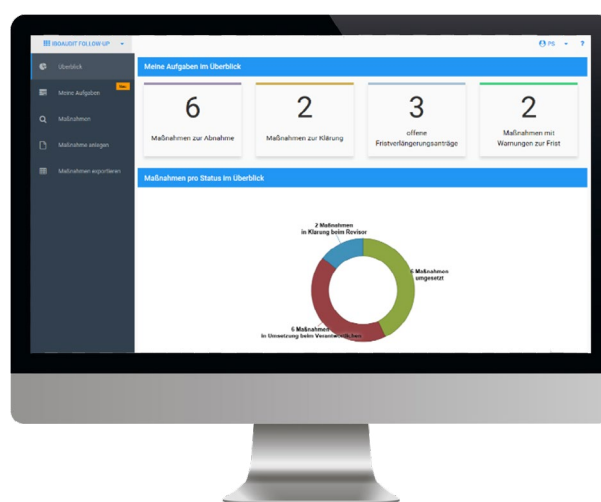 IBOAUDIT FOLLOW-UP
PS
?
Überblick
Meine Aufgaben
Neu
Maßnahmen
Maßnahme anlegen
Maßnahmen exportieren
Meine Aufgaben im Überblick
6
Maßnahmen zur Abnahme
2
Maßnahmen zur Klärung
3
offene
Fristverlängerungsanträge
2
Maßnahmen mit
Warnungen zur Frist
Maßnahmen pro Status im Überblick
2 Maßnahmen
in Klärung beim Revisor
6 Maßnahmen
umgesetzt
6 Maßnahmen
in Umsetzung beim Verantwortlichen